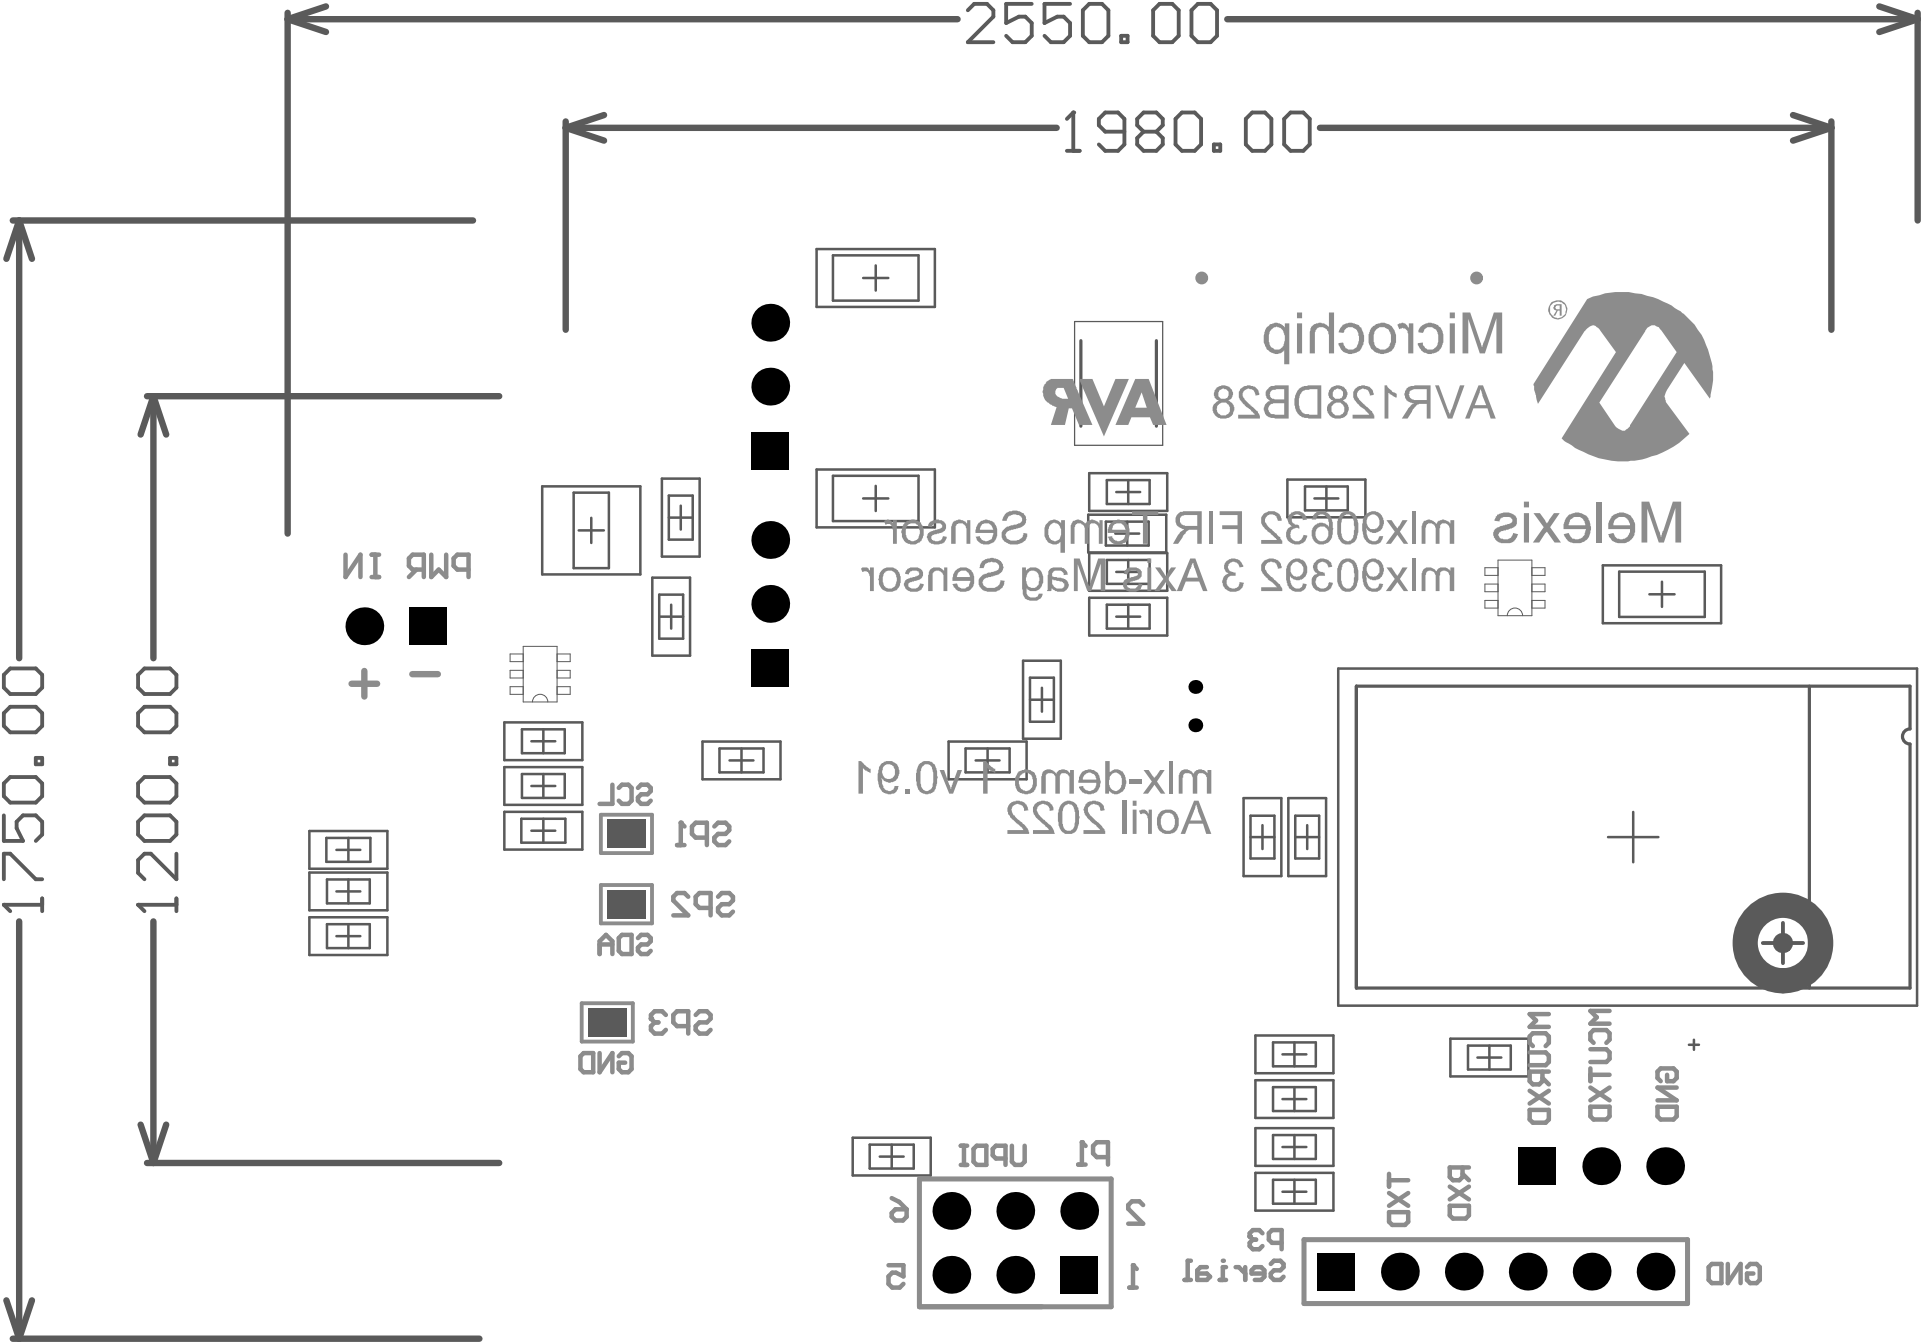 2550.00
1980.00
®
Microchip
AVR
AVR128DB28
Melexis
mlx90632 FIR Temp Sensor
mlx90392 3 Axis Mag Sensor
PWR IN
+ -
1750.00
1200.00
mlx-demo 1 v0.91
Aoril 2022
SCL
SP1
SP2
SDA
SP3
GND
MCURXD
MCUTXD
GND
P1 UPDI
2 6
1 5
TXD
RXD
P3
Serial
GND